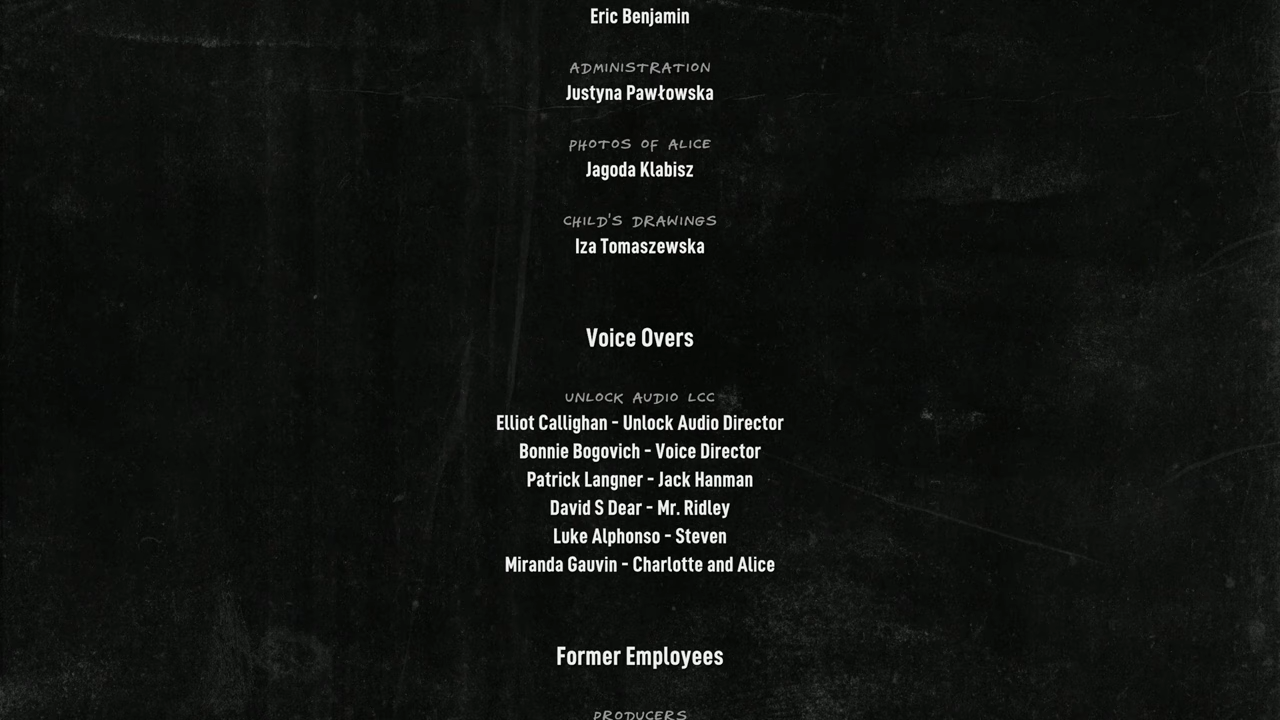 Eric Benjamin
ADMINISTRATION
Justyna Pawłowska
PHOTOS OF ALICE
Jagoda Klabisz
CHILD'S DRAWINGS
Iza Tomaszewska
Voice Overs
UNLOCK AUDIO LCC
Elliot Callighan - Unlock Audio Director
Bonnie Bogovich - Voice Director
Patrick Langner - Jack Hanman
David S Dear - Mr. Ridley
Luke Alphonso - Steven
Miranda Gauvin - Charlotte and Alice
Former Employees
PRODUCERS